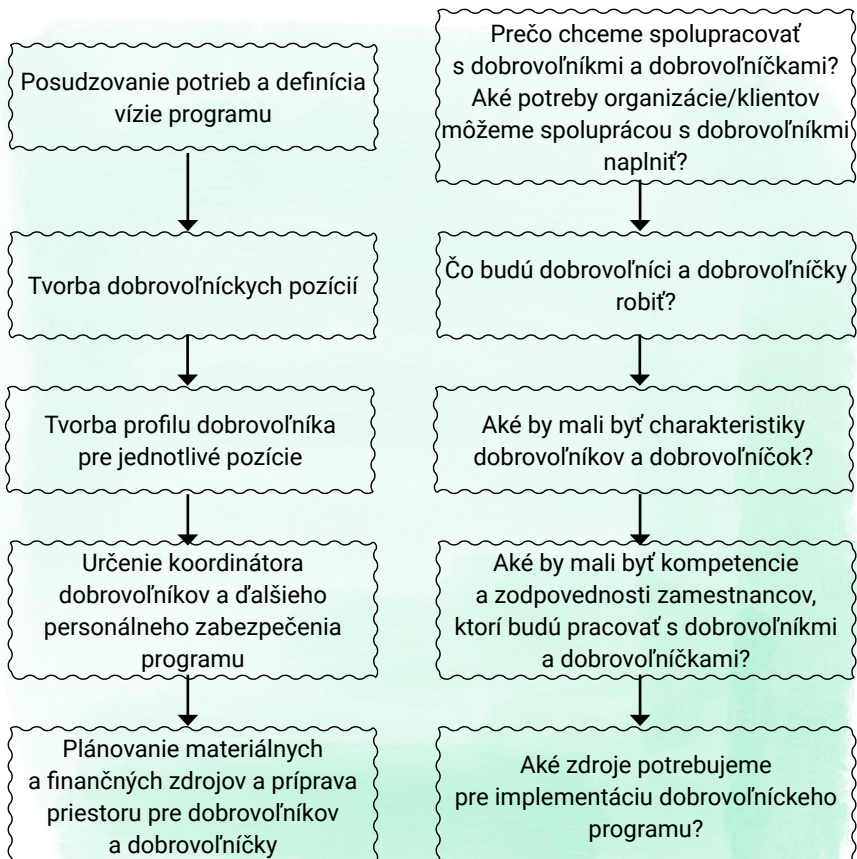 Posudzovanie potrieb a definícia
vízie programu
Prečo chceme spolupracovať
s dobrovoľníkmi a dobrovoľníčkami?
Aké potreby organizácie/klientov
môžeme spoluprácou s dobrovoľníkmi
naplniť?
Tvorba dobrovoľníckych pozícií
Čo budú dobrovoľníci a dobrovoľníčky
robiť?
Tvorba profilu dobrovoľníka
pre jednotlivé pozície
Aké by mali byť charakteristiky
dobrovoľníkov a dobrovoľníčok?
Určenie koordinátora
dobrovoľníkov a ďalšieho
personálneho zabezpečenia
programu
Aké by mali byť kompetencie
a zodpovednosti zamestnancov,
ktorí budú pracovať s dobrovoľníkmi
a dobrovoľníčkami?
Plánovanie materiálnych
a finančných zdrojov a príprava
priestoru pre dobrovoľníkov
a dobrovoľníčky
Aké zdroje potrebujeme
pre implementáciu dobrovoľníckeho
programu?